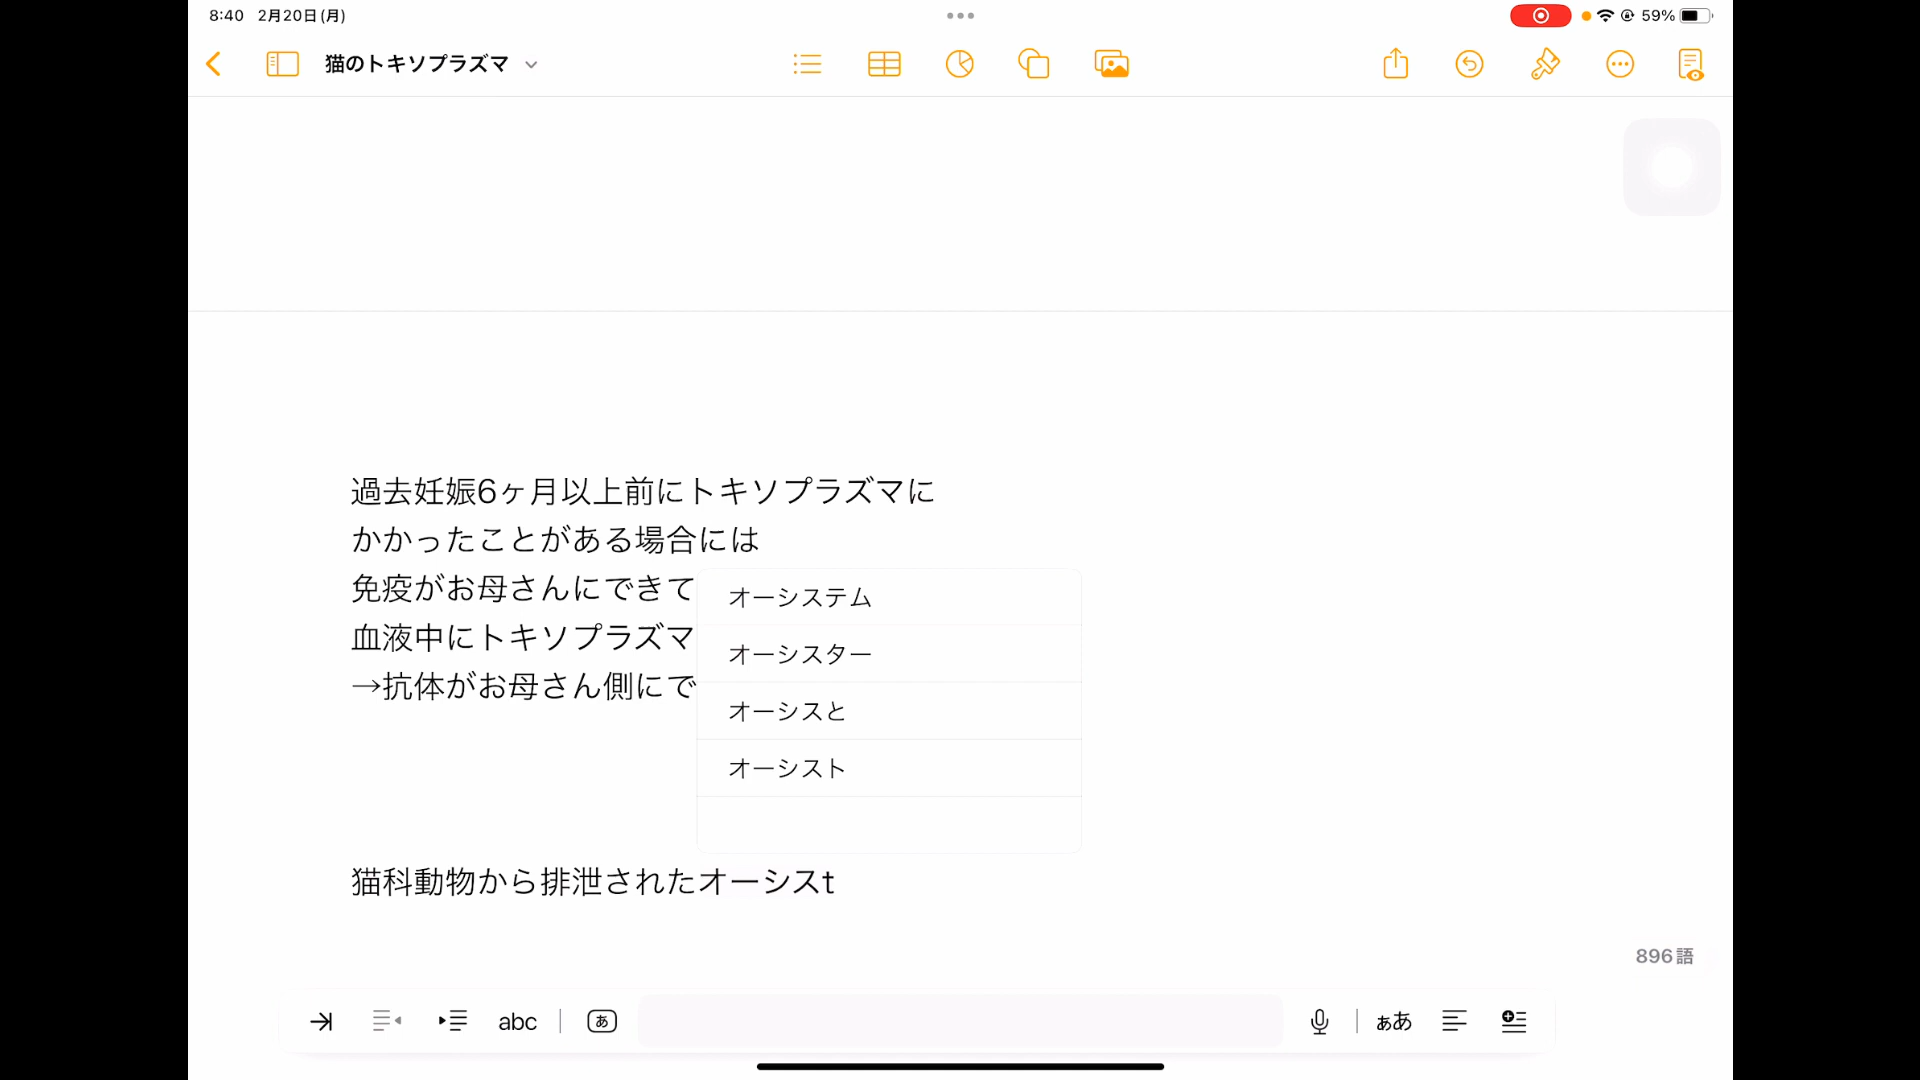 8:40 2月20日(月)
59%
猫のトキソプラズマ
過去妊娠6ヶ月以上前にトキソプラズマに
かかったことがある場合には
免疫がお母さんにできて
血液中にトキソプラズマ
→抗体がお母さん側にで
オーシステム
オーシスター
オーシスと
オーシスト
猫科動物から排泄されたオーシスt
896語
abc
あ
ぁあ